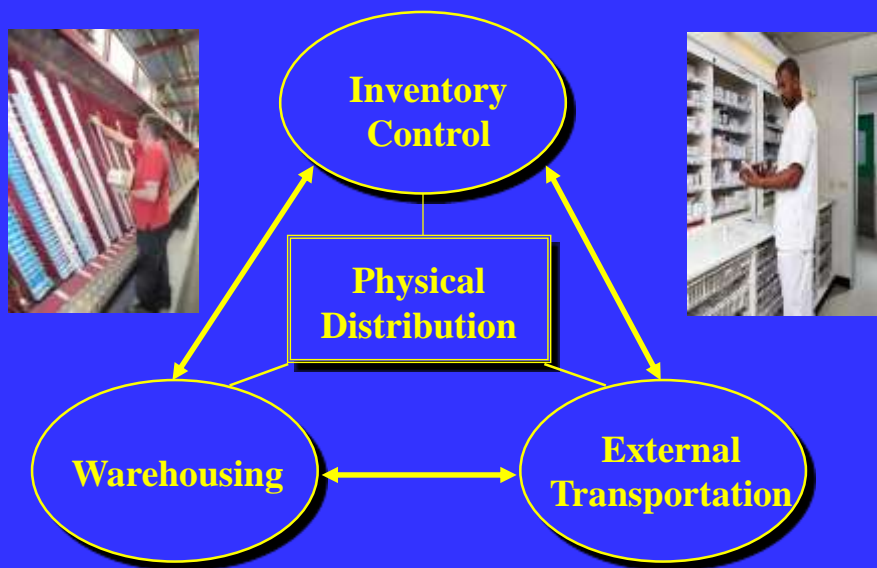 Inventory
Control
Physical
Distribution
Warehousing
External
Transportation